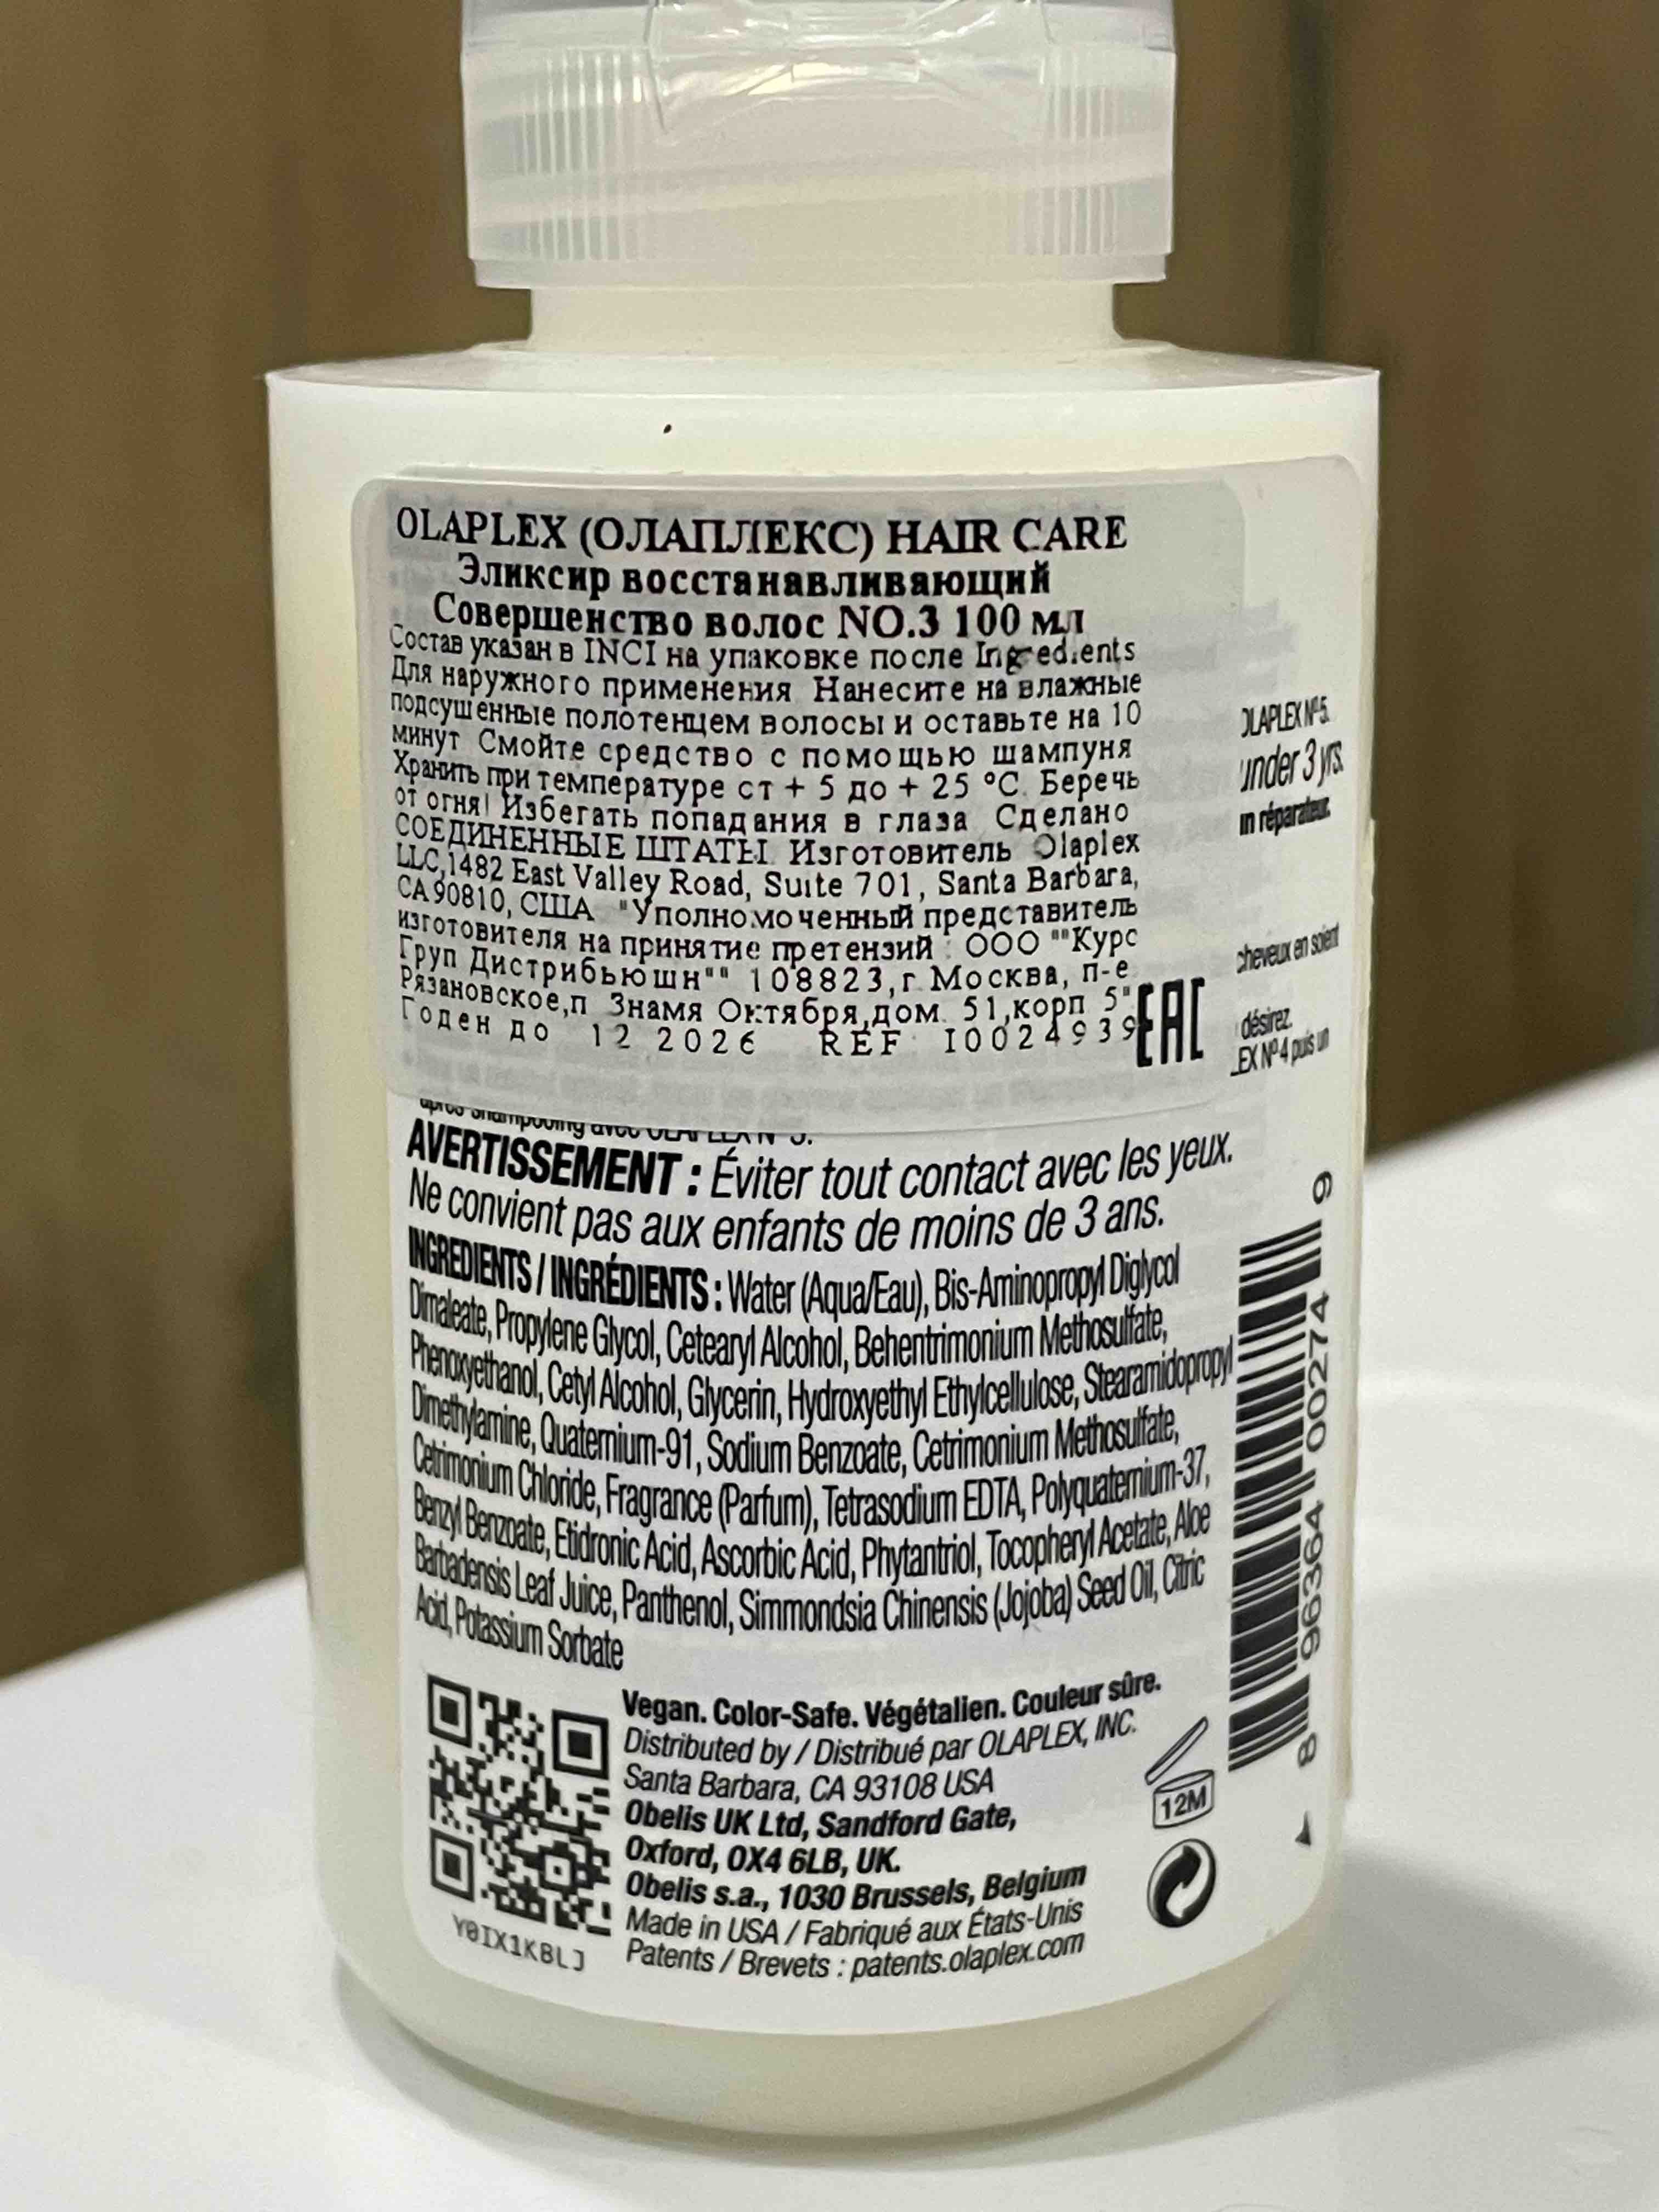 OLAPLEX (ОЛАПЛЕКС) HAIR CARE
Эликсир восстанавливающий
Совершенство волос NO.3 100 мл
Состав указан в INCI на упаковке после Ingredients
Для наружного применения Нанесите на влажные
подсушенные полотенцем волосы и оставьте на 10
минут Смойте средство с помощью шампуня
Хранить при температуре от + 5 до + 25 °C. Беречь
от огня! Избегать попадания в глаза Сделано
СОЕДИНЕННЫЕ ШТАТЫ. Изготовитель Olaplex
LLC,1482 East Valley Road, Suite 701, Santa Barbara,
CA 90810, США "Уполномоченный представитель
изготовителя на принятие претензий : ООО ""Курс
Груп Дистрибьюшн"" 108823,г Москва, п-е
Рязановское,п Знамя Октября,дом. 51,корп 5"
Годен до 12 2026 REF I0024939
EAC
OLAPLEX Nº5.
under 3 yrs.
réparateur.
cheveux en soient
désirez.
Nº4 puis un
après shampooing avec OLAPLEX Nº 5.
AVERTISSEMENT : Éviter tout contact avec les yeux.
Ne convient pas aux enfants de moins de 3 ans.
INGREDIENTS / INGRÉDIENTS : Water (Aqua/Eau), Bis-Aminopropyl Diglycol
Dimaleate, Propylene Glycol, Cetearyl Alcohol, Behentrimonium Methosulfate,
Phenoxyethanol, Cetyl Alcohol, Glycerin, Hydroxyethyl Ethylcellulose, Stearamidopropyl
Dimethylamine, Quaternium-91, Sodium Benzoate, Cetrimonium Methosulfate,
Cetrimonium Chloride, Fragrance (Parfum), Tetrasodium EDTA, Polyquaternium-37,
Benzyl Benzoate, Etidronic Acid, Ascorbic Acid, Phytantriol, Tocopheryl Acetate, Aloe
Barbadensis Leaf Juice, Panthenol, Simmondsia Chinensis (Jojoba) Seed Oil, Citric
Acid, Potassium Sorbate
Vegan. Color-Safe. Végétalien. Couleur sûre.
Distributed by / Distribué par OLAPLEX, INC.
Santa Barbara, CA 93108 USA
Obelis UK Ltd, Sandford Gate,
Oxford, OX4 6LB, UK.
Obelis s.a., 1030 Brussels, Belgium
Made in USA / Fabriqué aux États-Unis
Patents / Brevets : patents.olaplex.com
Y0IX1KBLJ
12M
8 96364 00274 9